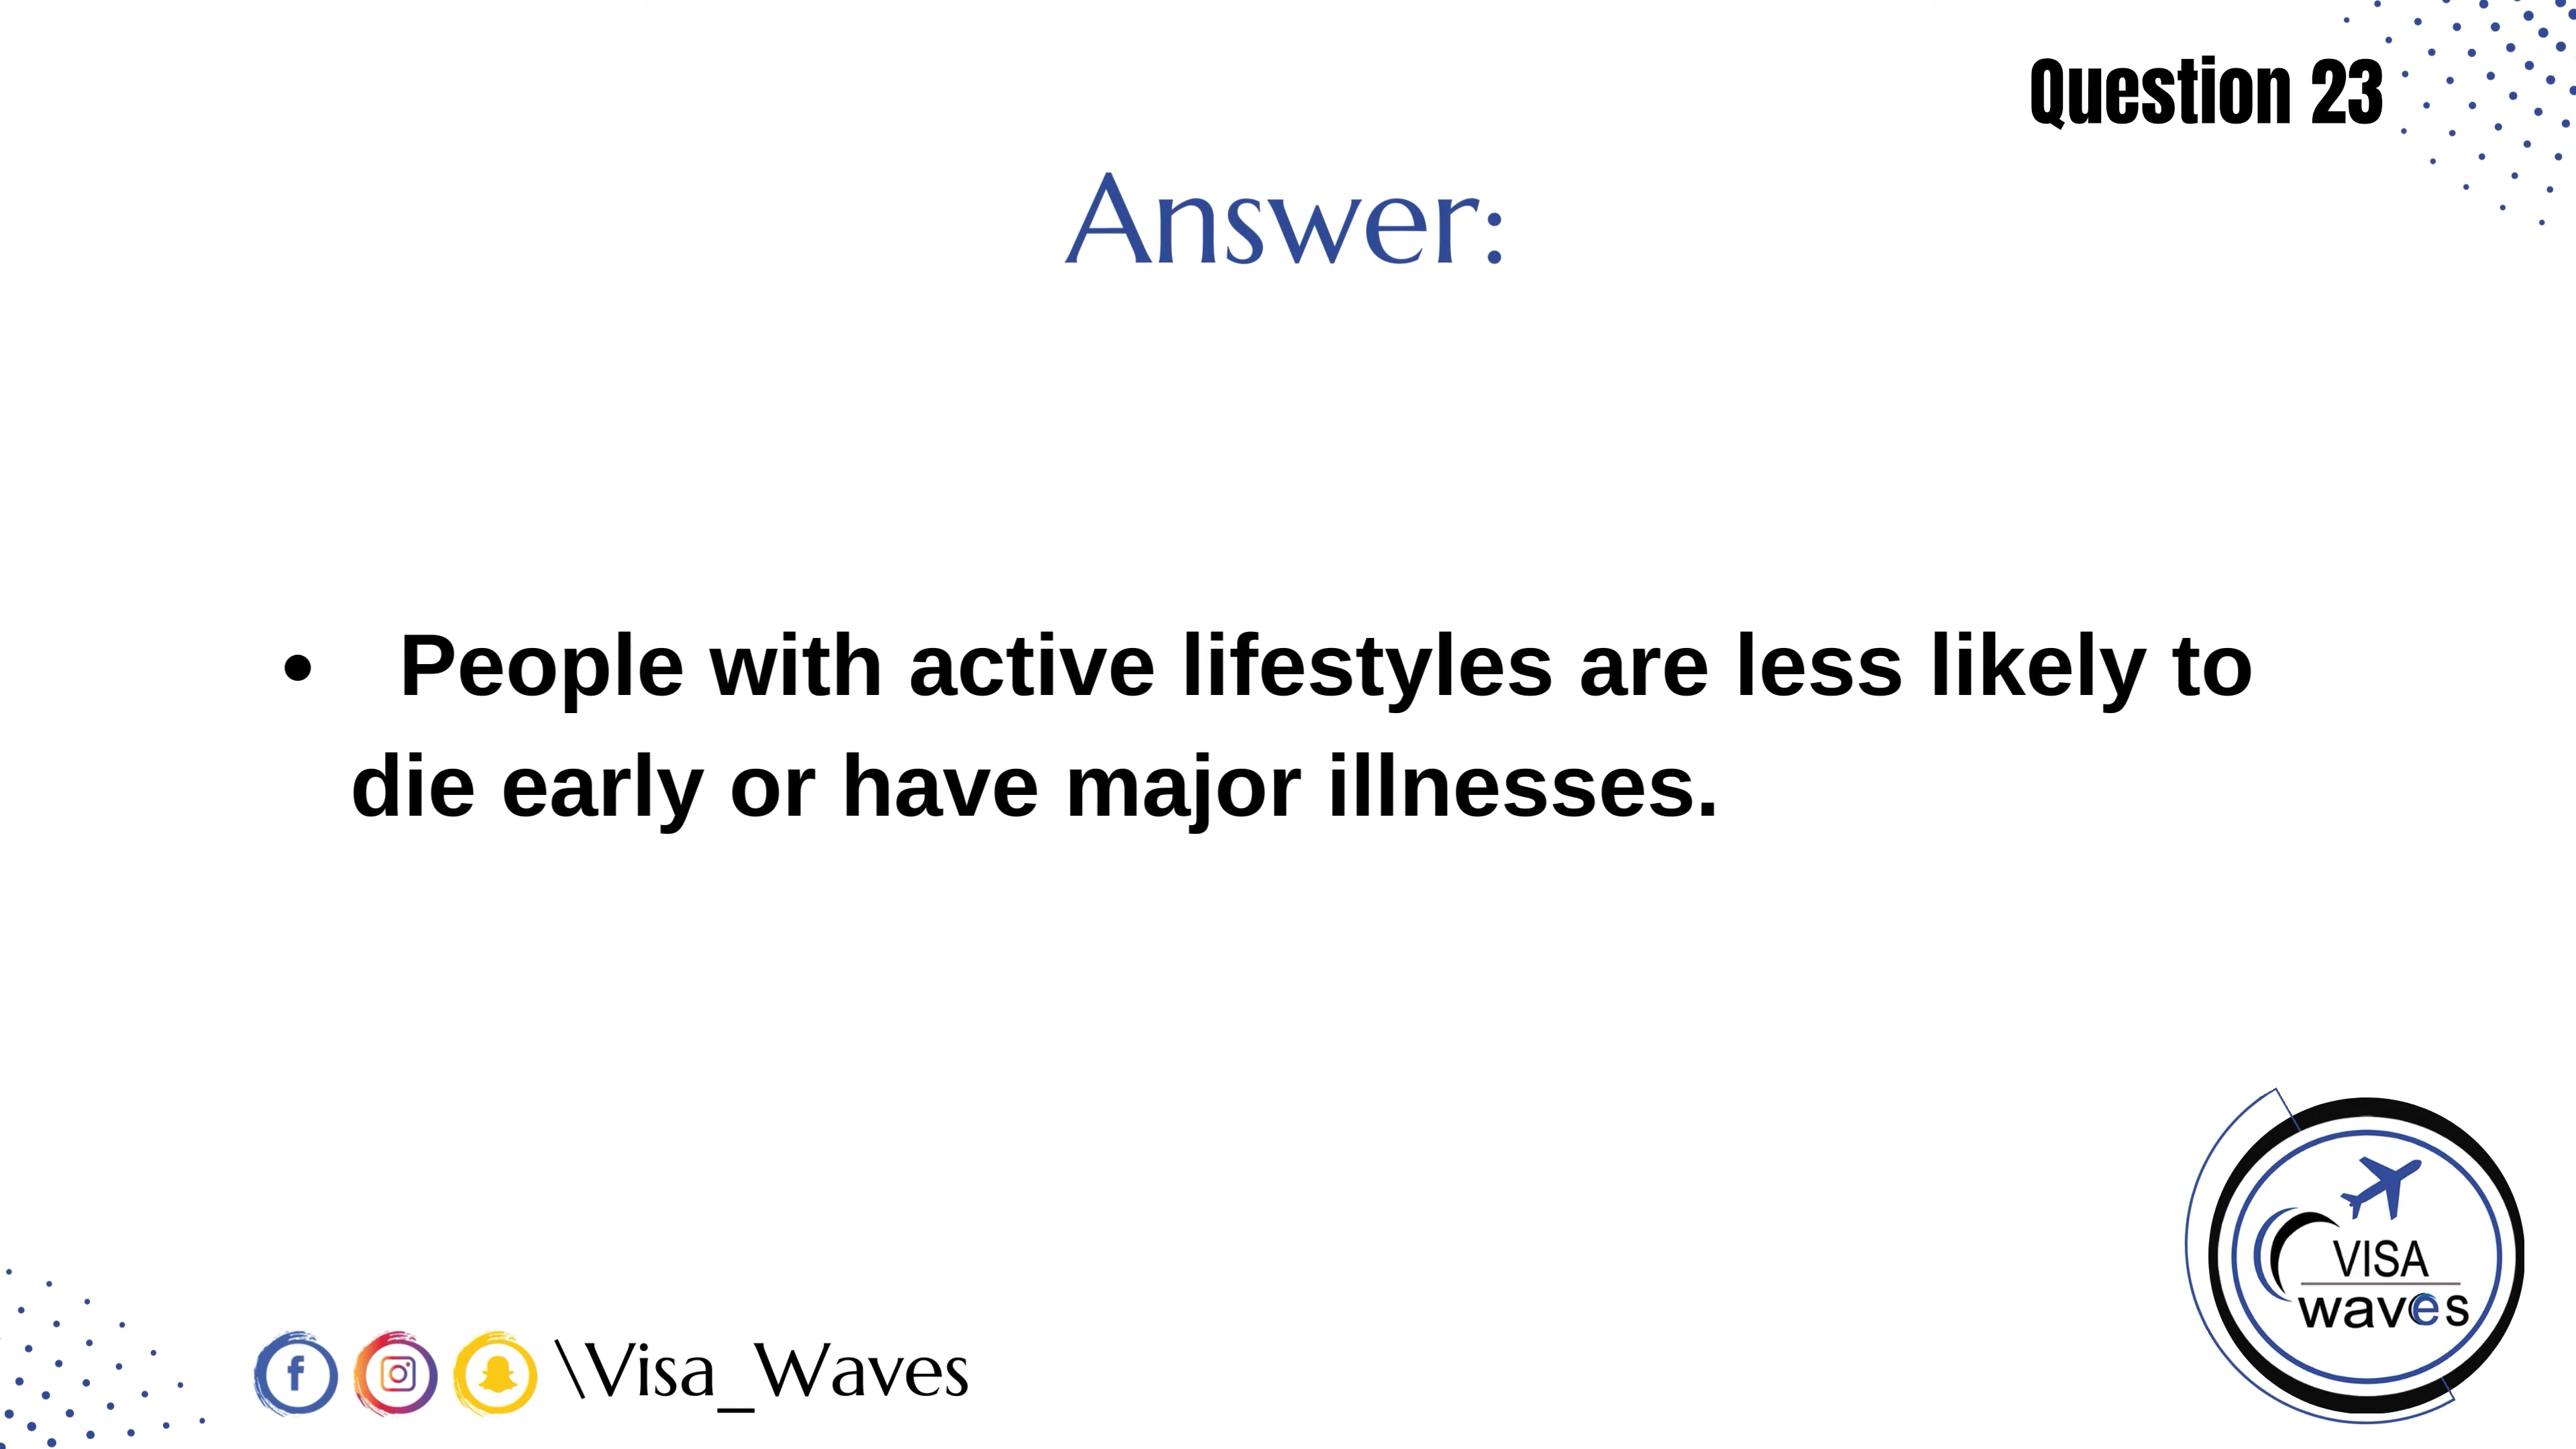 Question 23
Answer:
• People with active lifestyles are less likely to
die early or have major illnesses.
VISA
waves
\Visa_Waves